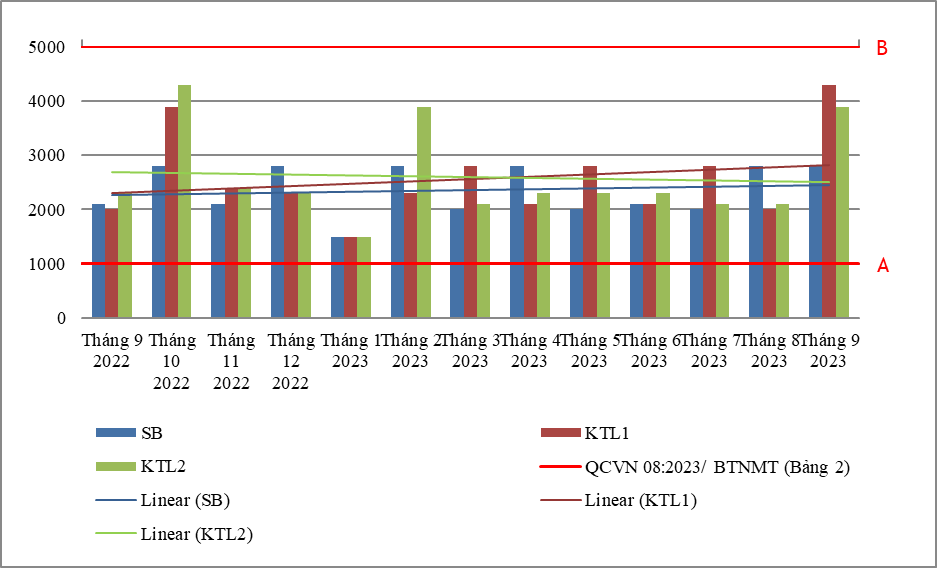 5000
B
4000
3000
2000
1000
A
0
Tháng 9 Tháng Tháng Tháng Tháng 1 Tháng 2 Tháng 3 Tháng 4 Tháng 5 Tháng 6 Tháng 7 Tháng 8 Tháng 9
2022 10 11 12 2023 2023 2023 2023 2023 2023 2023 2023 2023
2022 2022 2022
SB
KTL1
KTL2
QCVN 08:2023/ BTNMT (Bảng 2)
Linear (SB)
Linear (KTL1)
Linear (KTL2)